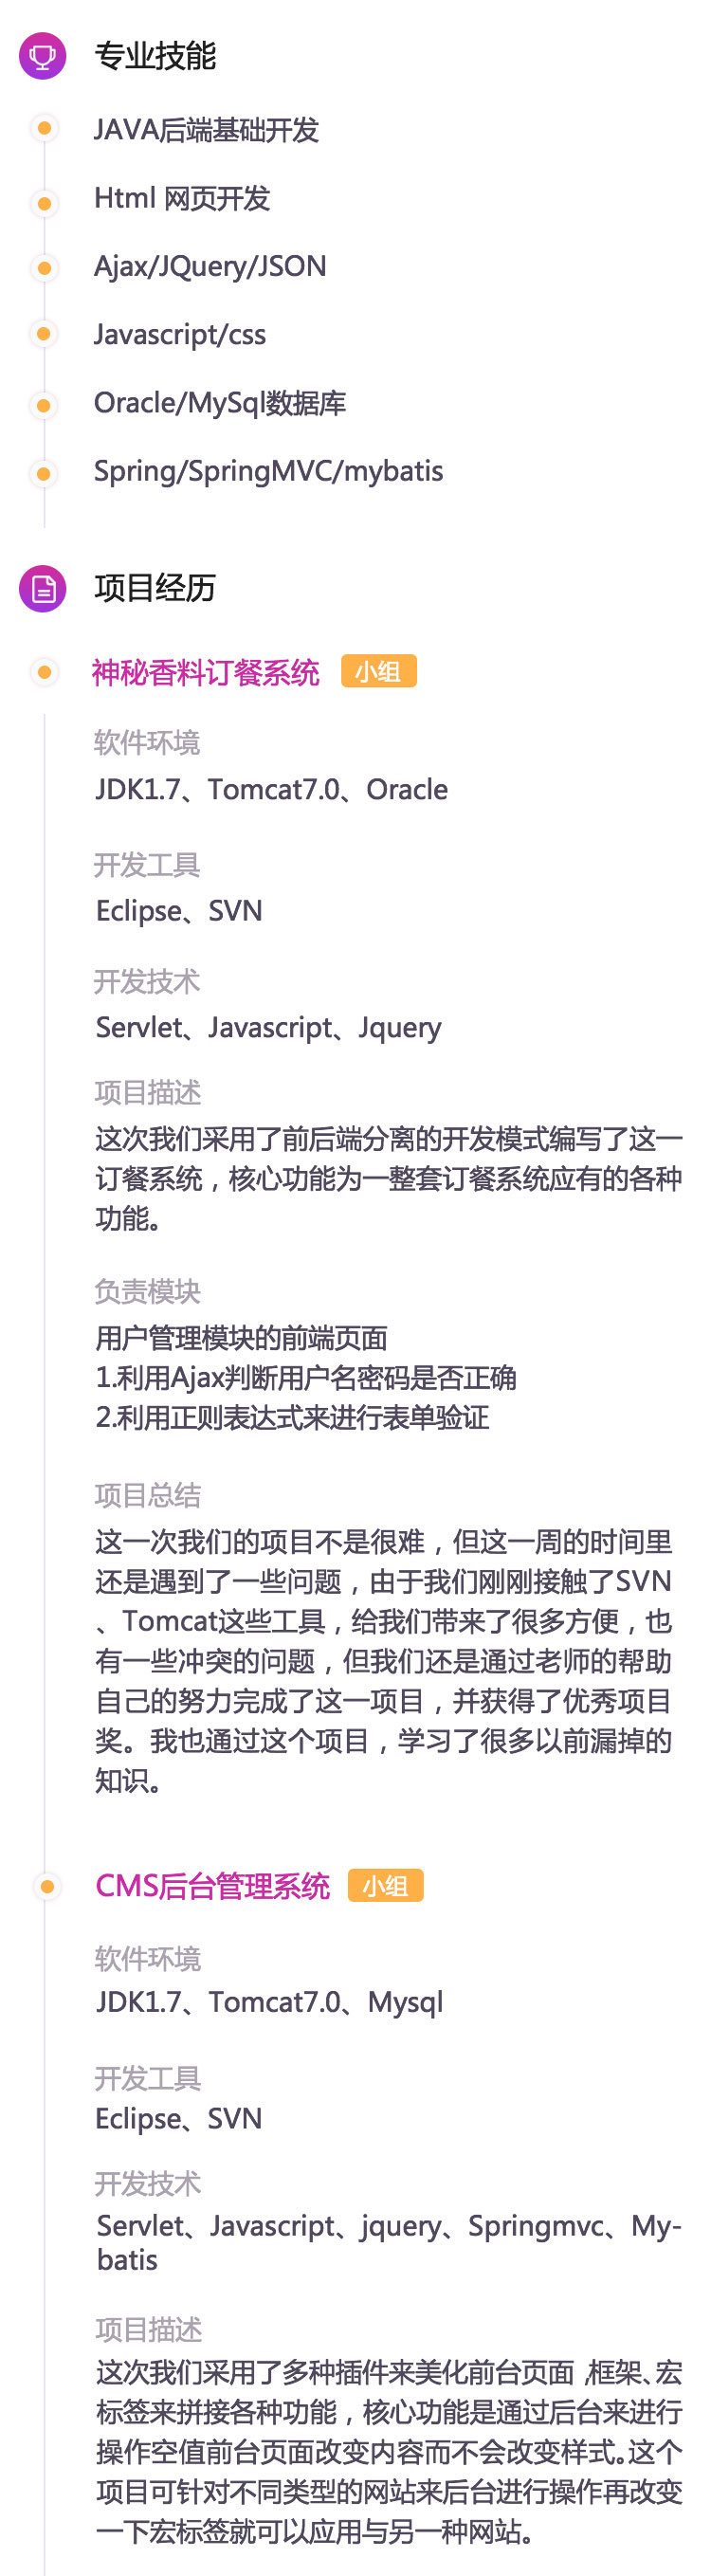 专业技能
JAVA后端基础开发
Html 网页开发
Ajax/JQuery/JSON
Javascript/css
Oracle/MySql数据库
Spring/SpringMVC/mybatis
项目经历
神秘香料订餐系统 小组
软件环境
JDK1.7、Tomcat7.0、Oracle
开发工具
Eclipse、SVN
开发技术
Servlet、Javascript、Jquery
项目描述
这次我们采用了前后端分离的开发模式编写了这一
订餐系统，核心功能为一整套订餐系统应有的各种
功能。
负责模块
用户管理模块的前端页面
1.利用Ajax判断用户名密码是否正确
2.利用正则表达式来进行表单验证
项目总结
这一次我们的项目不是很难，但这一周的时间里
还是遇到了一些问题，由于我们刚刚接触了SVN
、Tomcat这些工具，给我们带来了很多方便，也
有一些冲突的问题，但我们还是通过老师的帮助
自己的努力完成了这一项目，并获得了优秀项目
奖。我也通过这个项目，学习了很多以前漏掉的
知识。
CMS后台管理系统 小组
软件环境
JDK1.7、Tomcat7.0、Mysql
开发工具
Eclipse、SVN
开发技术
Servlet、Javascript、jquery、Springmvc、My-
batis
项目描述
这次我们采用了多种插件来美化前台页面,框架、宏
标签来拼接各种功能，核心功能是通过后台来进行
操作空值前台页面改变内容而不会改变样式。这个
项目可针对不同类型的网站来后台进行操作再改变
一下宏标签就可以应用与另一种网站。